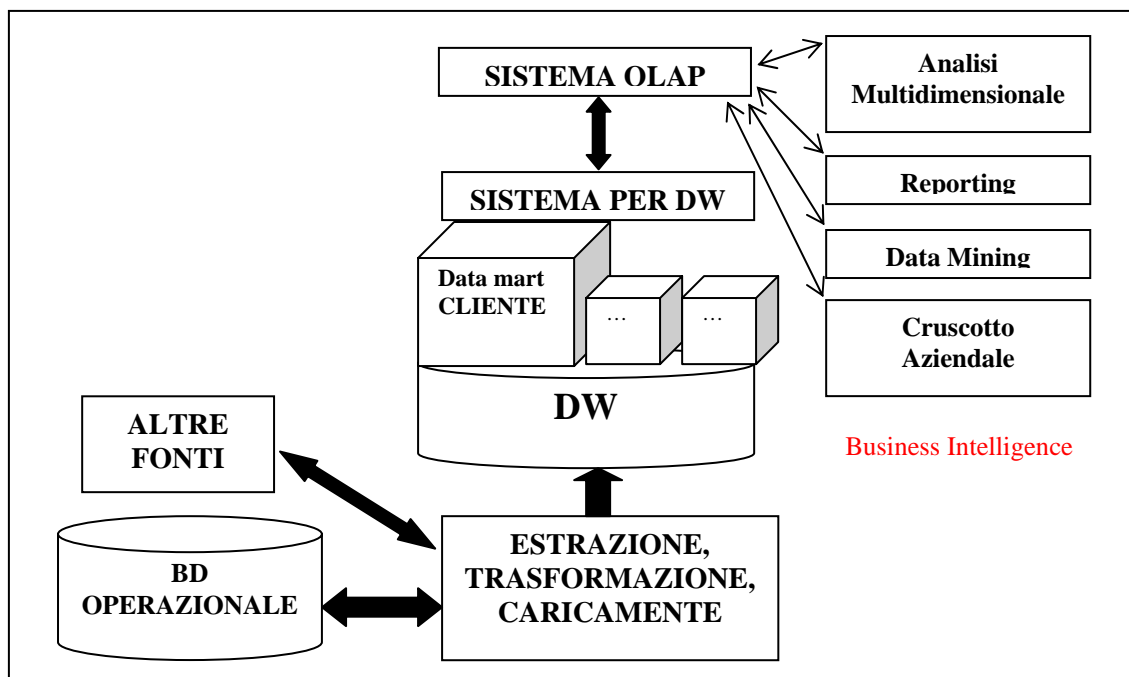 SISTEMA OLAP
Analisi
Multidimensionale
SISTEMA PER DW
Reporting
Data mart
CLIENTE
...
...
Data Mining
Cruscotto
Aziendale
DW
Business Intelligence
ALTRE
FONTI
BD
OPERAZIONALE
ESTRAZIONE,
TRASFORMAZIONE,
CARICAMENTE